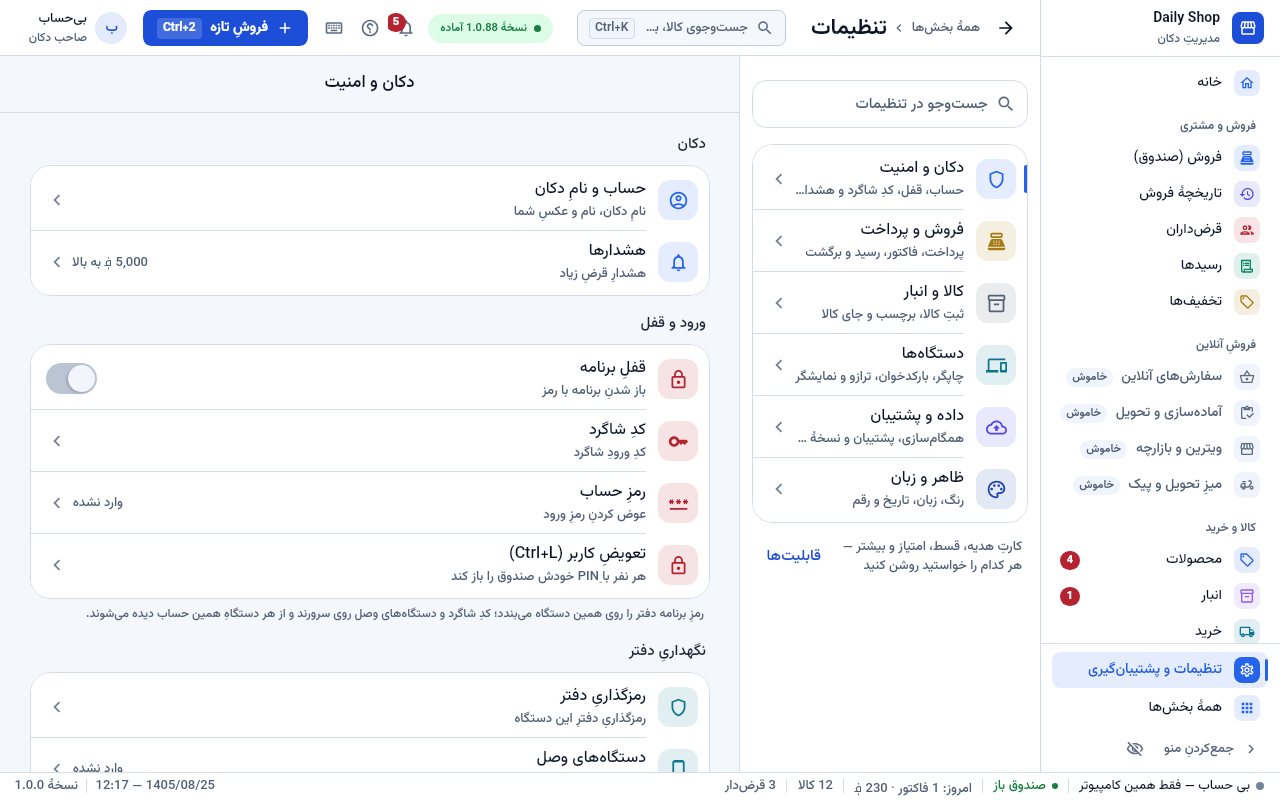 Daily Shop
مدیریتِ دکان
خانه
فروش و مشتری
فروش (صندوق)
تاریخچهٔ فروش
قرض‌داران
رسیدها
تخفیف‌ها
فروشِ آنلاین
سفارش‌های آنلاین
خاموش
آماده‌سازی و تحویل
خاموش
ویترین و بازارچه
خاموش
میزِ تحویل و پیک
خاموش
کالا و خرید
محصولات
4
انبار
1
خرید
تنظیمات و پشتیبان‌گیری
همهٔ بخش‌ها
جمع‌کردنِ منو
همهٔ بخش‌ها
تنظیمات
جست‌وجوی کالا، ب...
Ctrl+K
نسخهٔ 1.0.88 آماده
5
فروشِ تازه
Ctrl+2
بی‌حساب
صاحب دکان
ب
جست‌وجو در تنظیمات
دکان و امنیت
حساب، قفل، کدِ شاگرد و هشدا...
فروش و پرداخت
پرداخت، فاکتور، رسید و برگشت
کالا و انبار
ثبتِ کالا، برچسب و جای کالا
دستگاه‌ها
چاپگر، بارکدخوان، ترازو و نمایشگر
داده و پشتیبان
همگام‌سازی، پشتیبان و نسخهٔ ...
ظاهر و زبان
رنگ، زبان، تاریخ و رقم
کارتِ هدیه، قسط، امتیاز و بیشتر —
هر کدام را خواستید روشن کنید
قابلیت‌ها
دکان و امنیت
دکان
حساب و نامِ دکان
نامِ دکان، نام و عکسِ شما
هشدارها
هشدارِ قرضِ زیاد
5,000 ؋ به بالا
ورود و قفل
قفلِ برنامه
باز شدنِ برنامه با رمز
کدِ شاگرد
کدِ ورودِ شاگرد
رمزِ حساب
عوض کردنِ رمزِ ورود
وارد نشده
تعویضِ کاربر (Ctrl+L)
هر نفر با PIN خودش صندوق را باز کند
رمزِ برنامه دفتر را روی همین دستگاه می‌بندد؛ کدِ شاگرد و دستگاه‌های وصل روی سرورند و از هر دستگاهِ همین حساب دیده می‌شوند.
نگهداریِ دفتر
رمزگذاریِ دفتر
رمزگذاریِ دفترِ این دستگاه
دستگاه‌های وصل
وارد نشده
بی حساب — فقط همین کامپیوتر
صندوق باز
امروز: 1 فاکتور · 230 ؋
12 کالا
3 قرض‌دار
1405/08/25 — 12:17
نسخهٔ 1.0.0